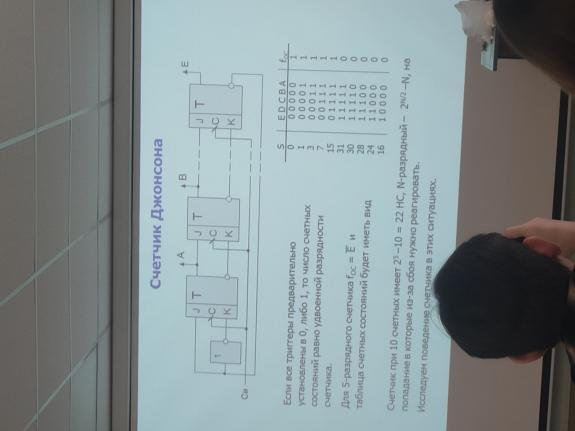 Счетчик Джонсона
A
B
E
J T
C
K
J T
C
K
J T
C
K
1
Сч
Если все триггеры предварительно
установлены в 0, либо 1, то число счетных
состояний равно удвоенной разрядности
счетчика.
Для 5-разрядного счетчика fос = E и
таблица счетных состояний будет иметь вид
S E D C B A fос
0 0 0 0 0 0 1
1 0 0 0 0 1 1
3 0 0 0 1 1 1
7 0 0 1 1 1 1
15 0 1 1 1 1 1
31 1 1 1 1 1 0
30 1 1 1 1 0 0
28 1 1 1 0 0 0
24 1 1 0 0 0 0
16 1 0 0 0 0 0
Счетчик при 10 счетных имеет 2⁵–10 = 22 НС, N-разрядный –
попадание в которые из-за сбоя нужно реагировать.
Исследуем поведение счетчика в этих ситуациях.